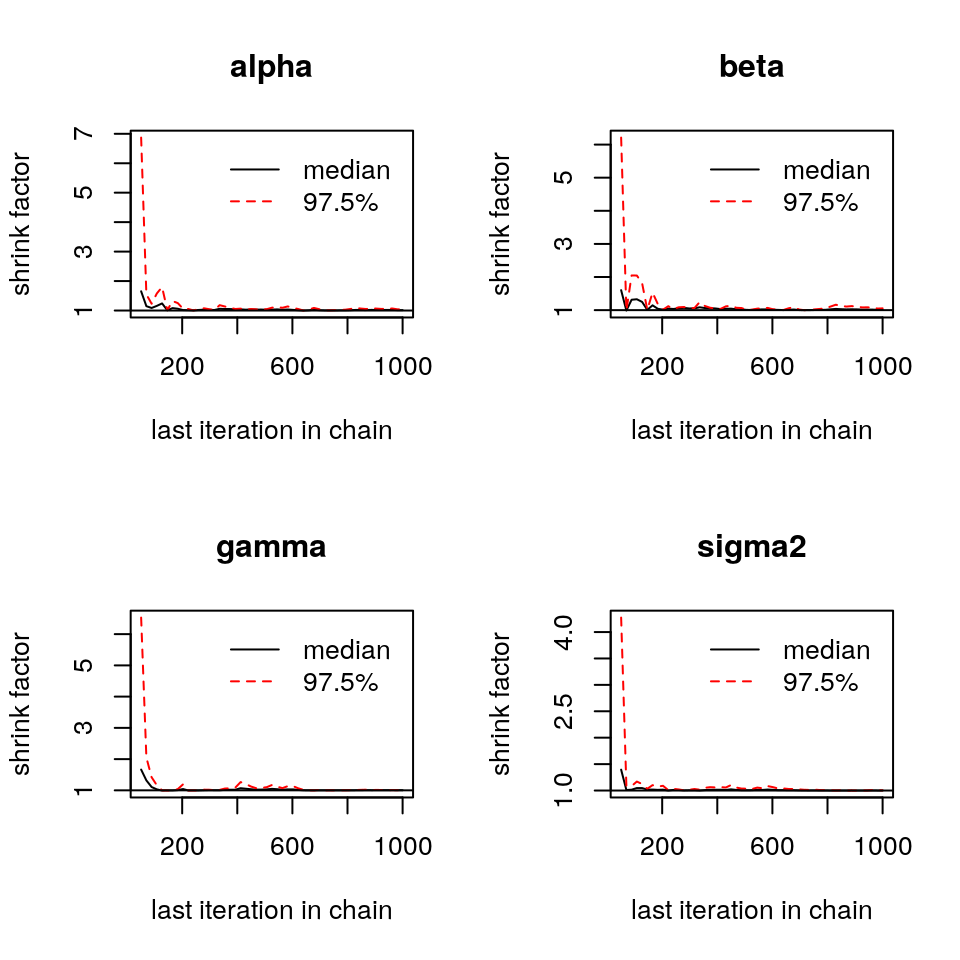 alpha
shrink factor
7
5
3
1
median
97.5%
200
600
1000
last iteration in chain
beta
shrink factor
5
3
1
median
97.5%
200
600
1000
last iteration in chain
gamma
shrink factor
5
3
1
median
97.5%
200
600
1000
last iteration in chain
sigma2
shrink factor
4.0
2.5
1.0
median
97.5%
200
600
1000
last iteration in chain